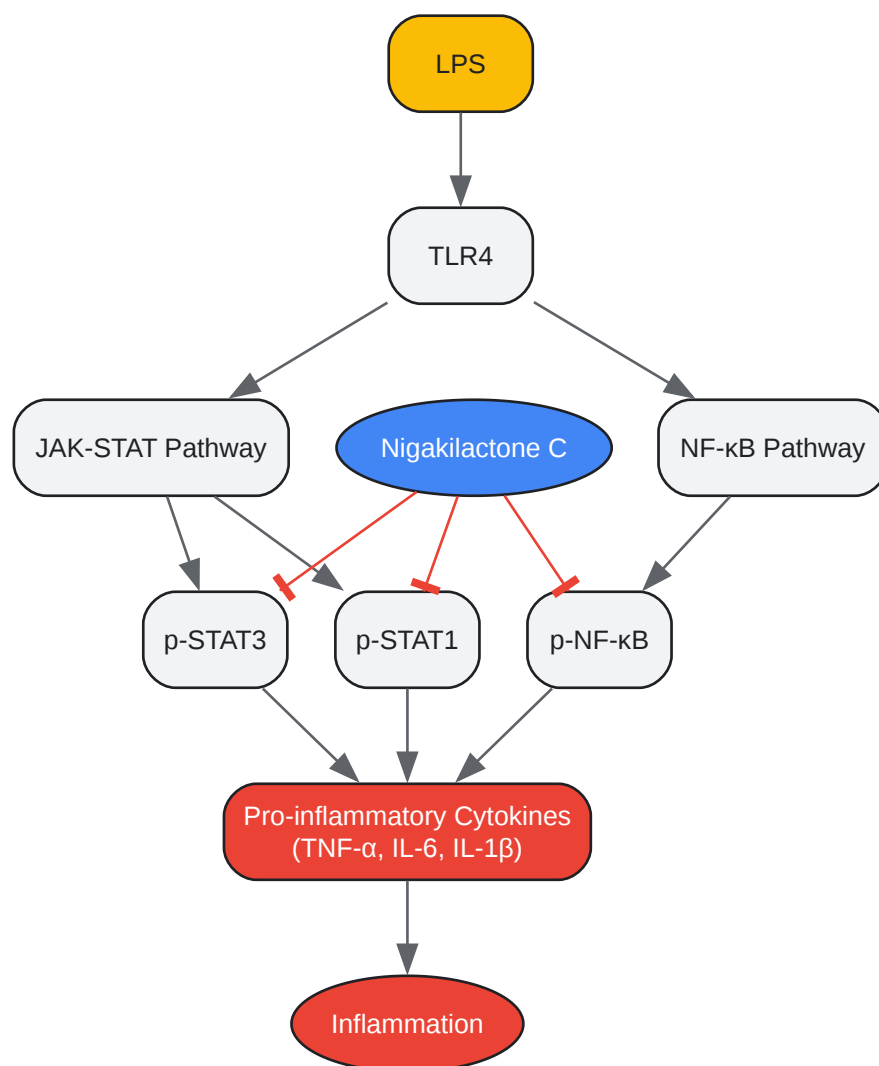 LPS
TLR4
JAK-STAT Pathway
Nigakilactone C
NF-κB Pathway
p-STAT3
p-STAT1
p-NF-κB
Pro-inflammatory Cytokines
(TNF-α, IL-6, IL-1β)
Inflammation